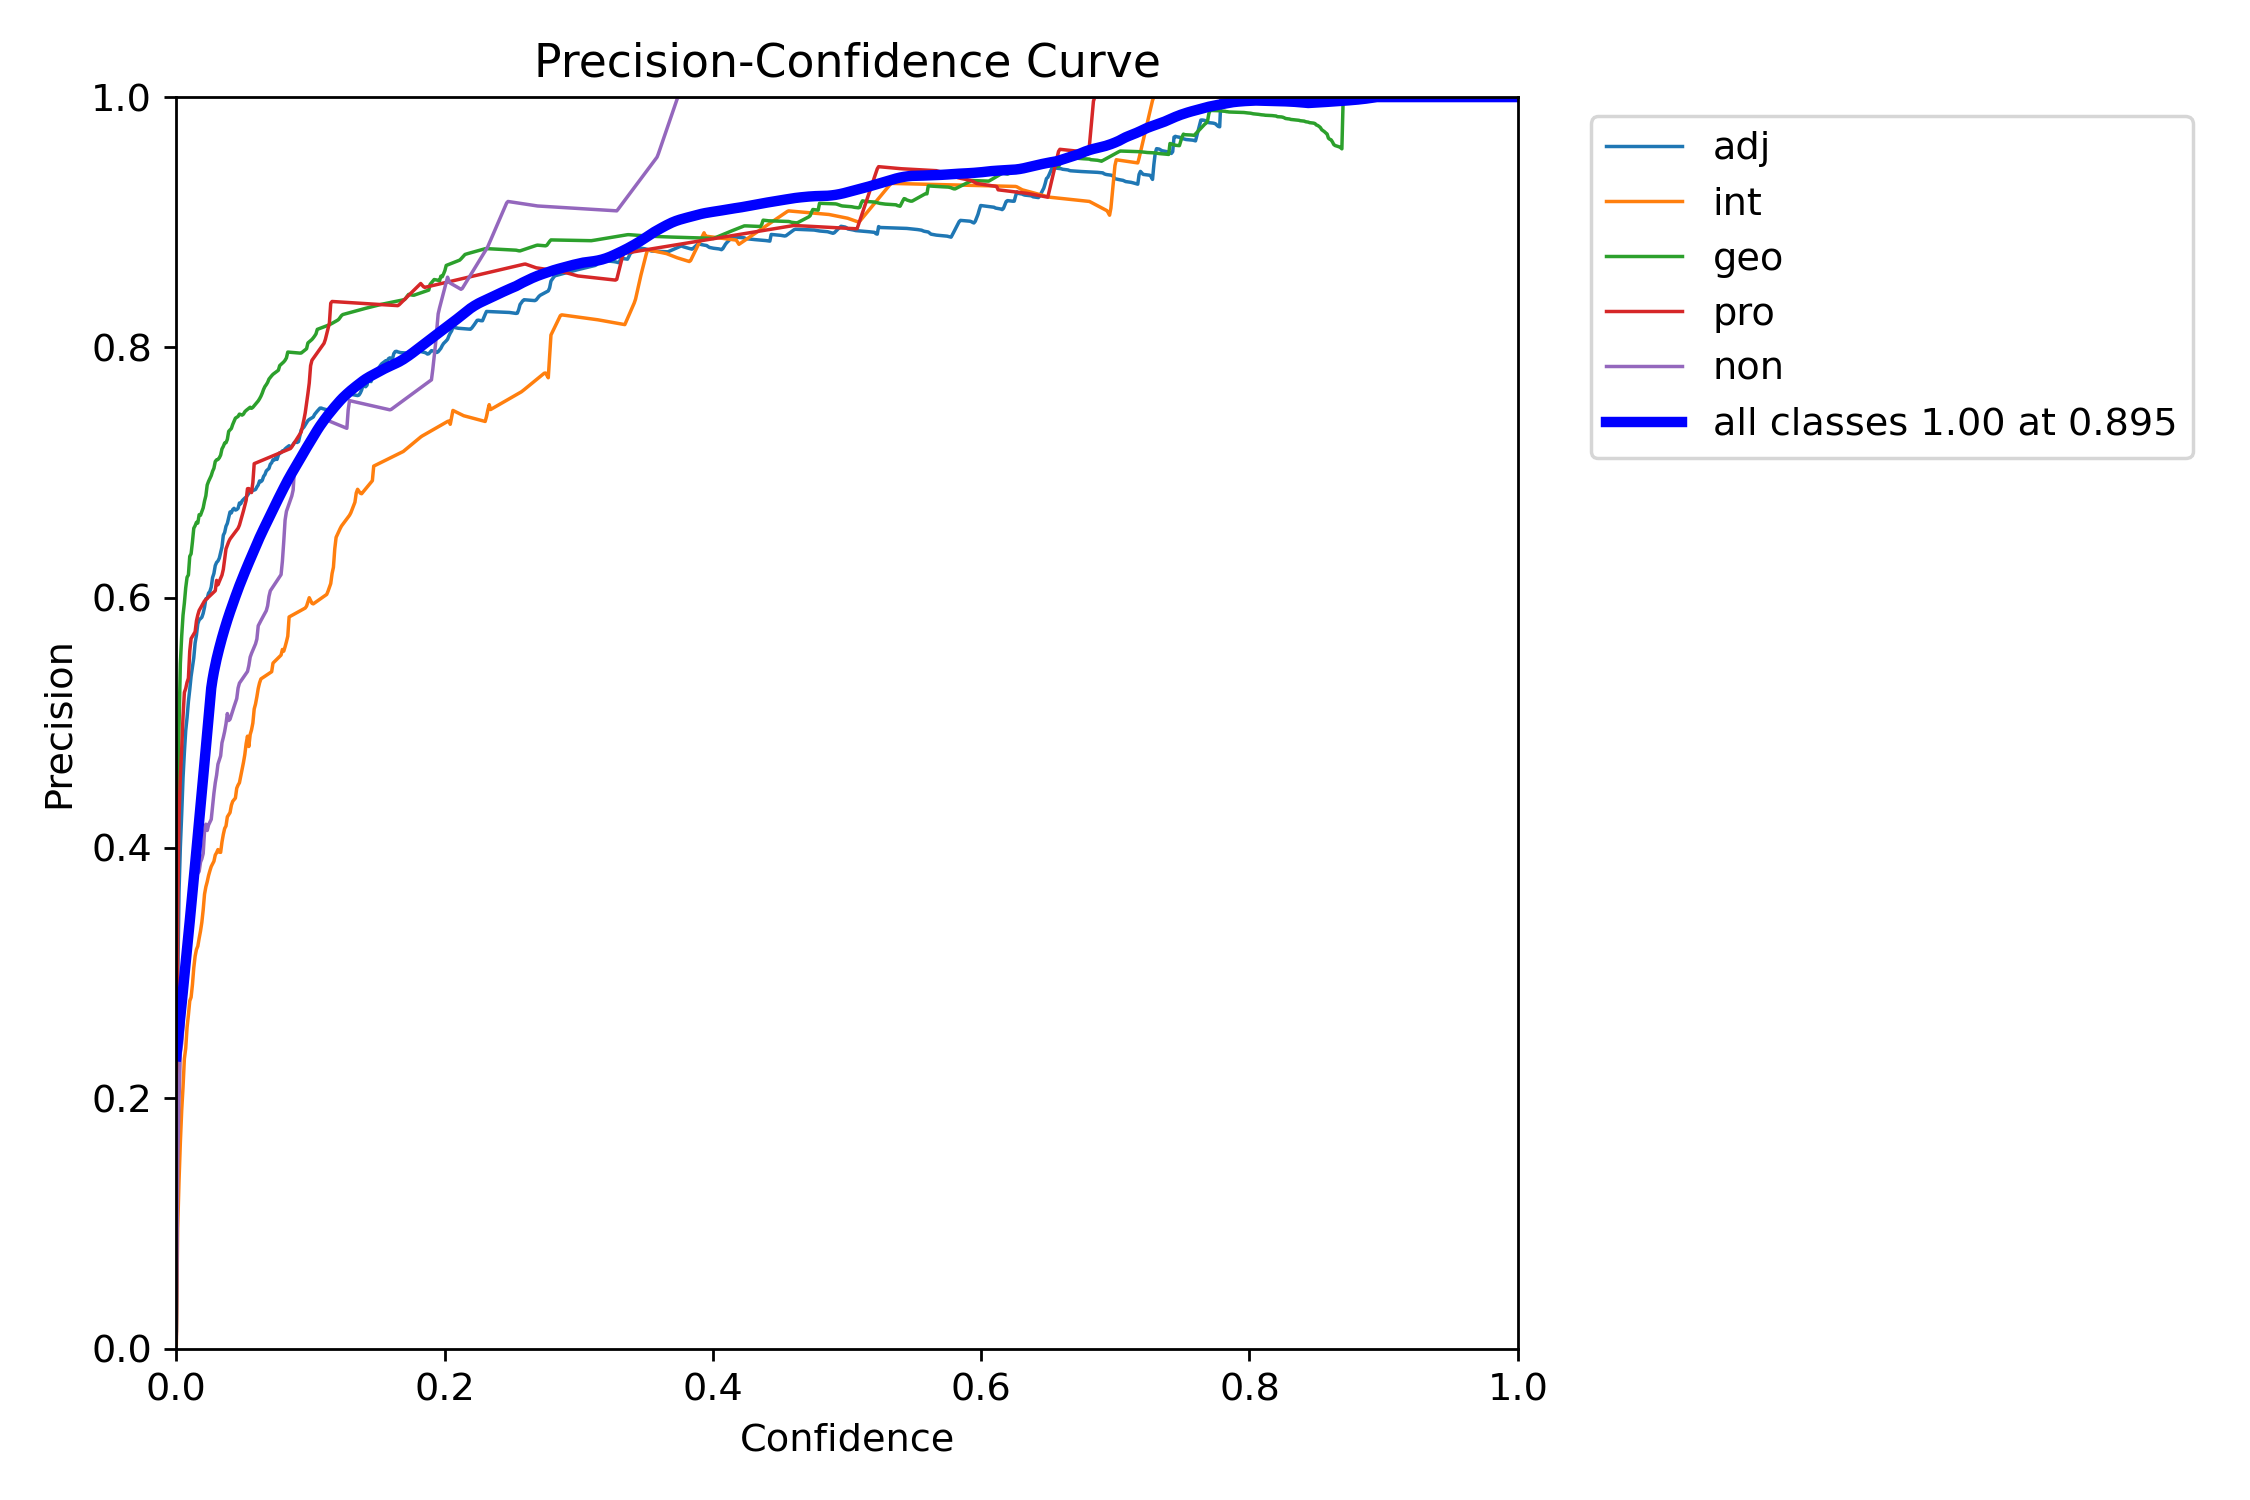 Precision-Confidence Curve
1.0
0.8
0.6
0.4
0.2
0.0
Precision
0.0 0.2 0.4 0.6 0.8 1.0
Confidence
adj
int
geo
pro
non
all classes 1.00 at 0.895